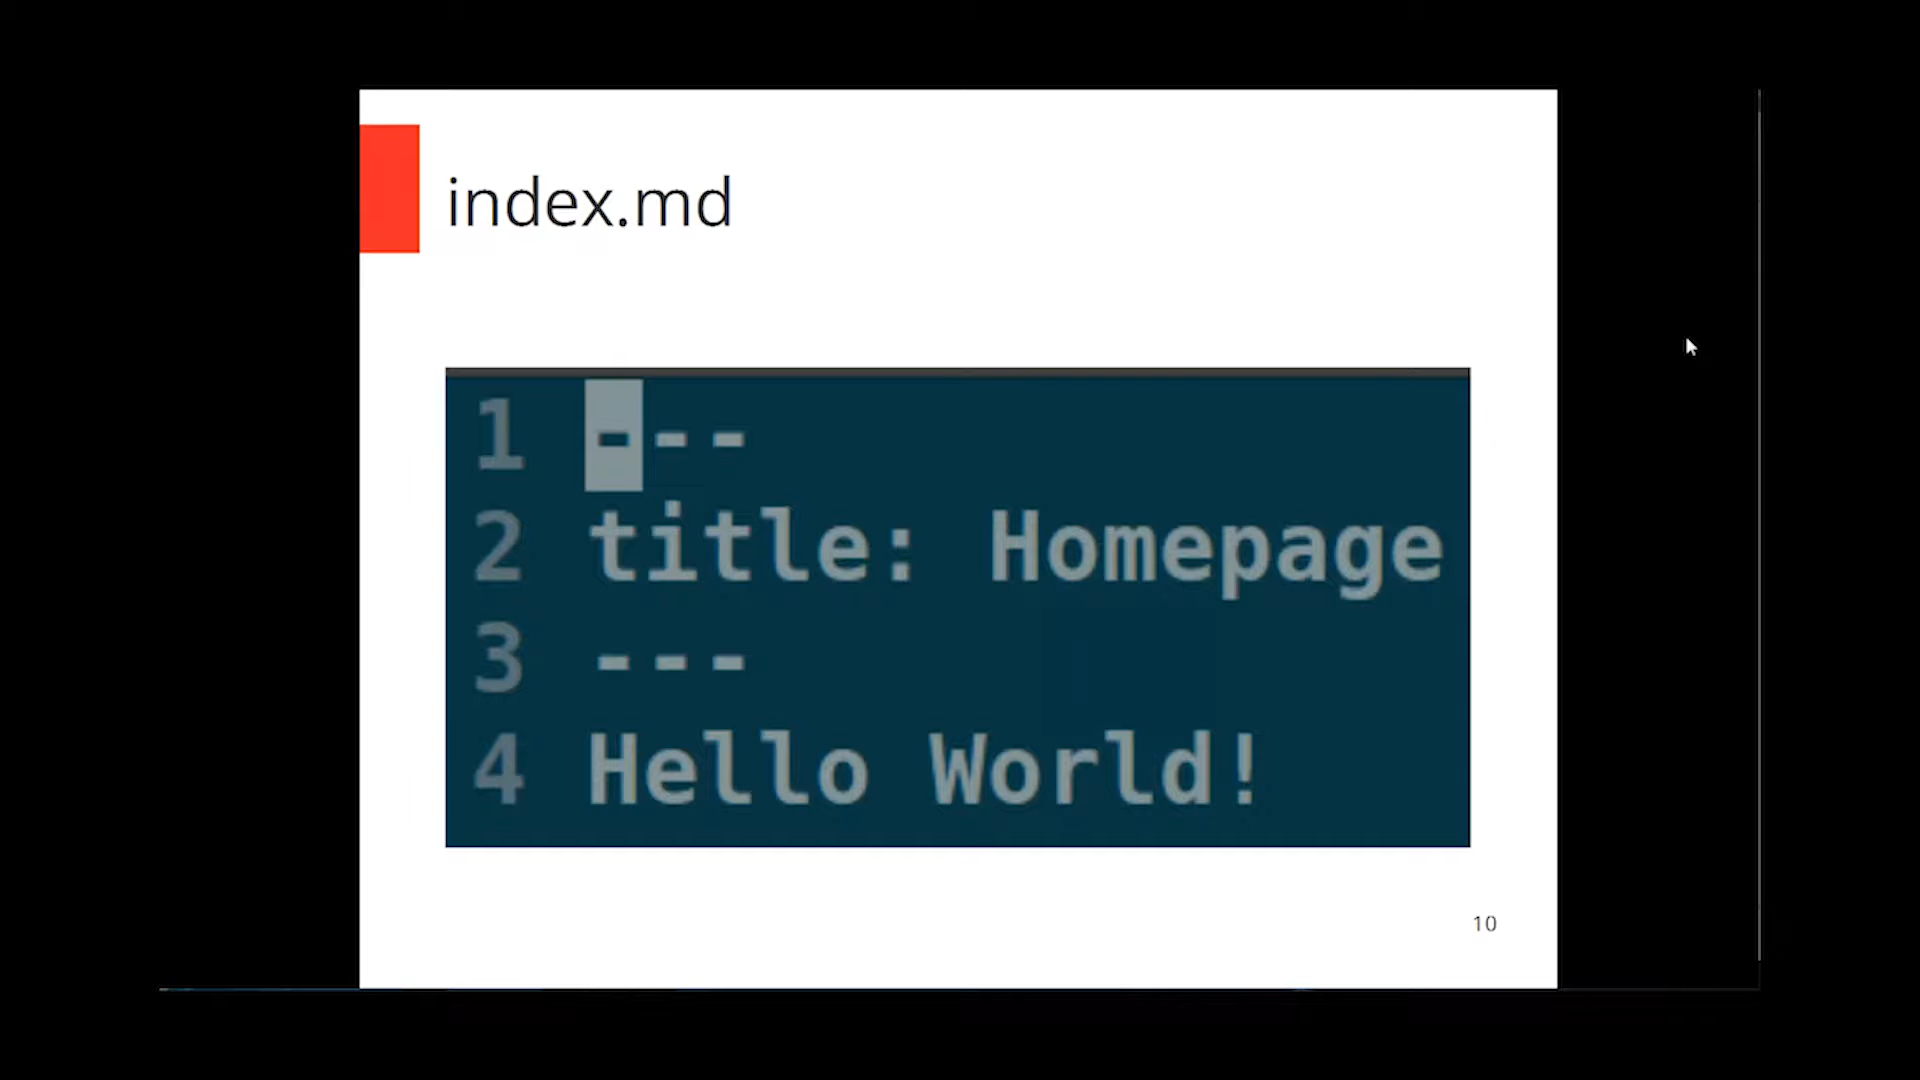 index.md
1 ---
2 title: Homepage
3 ---
4 Hello World!
10